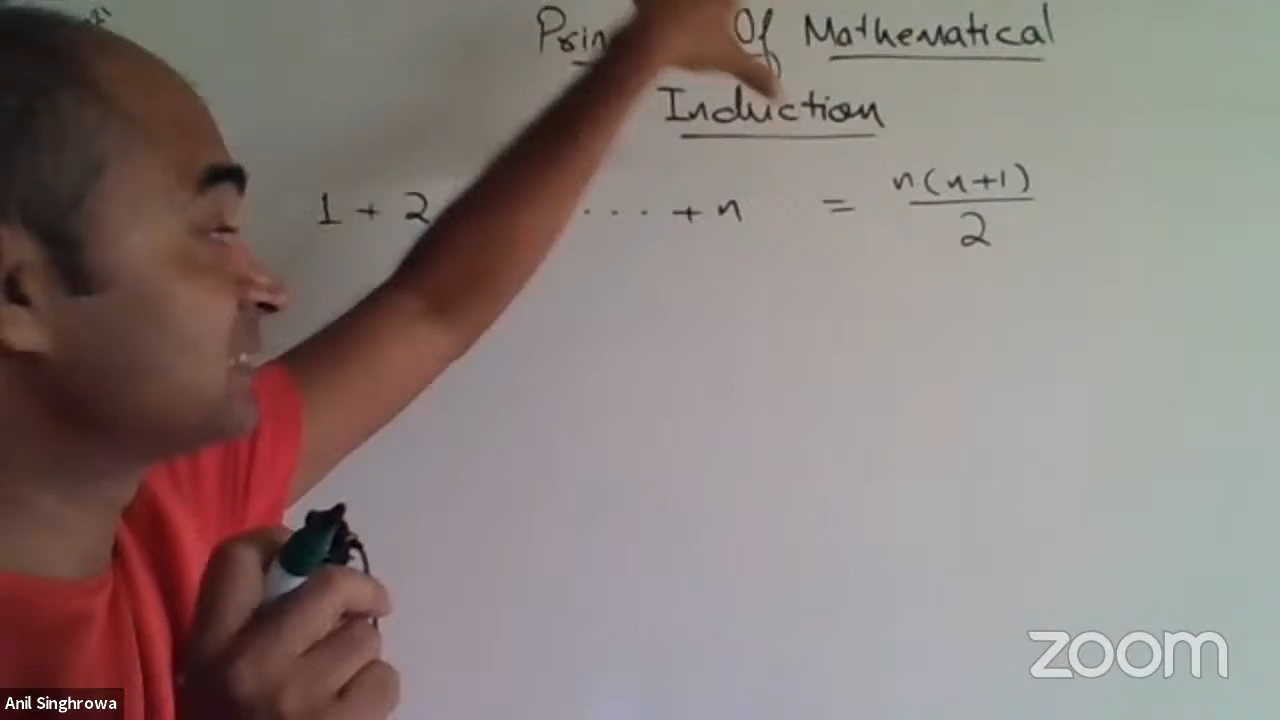 Of Mathematical
Induction
1 + 2 ... + n = n(n+1)/2
zoom
Anil Singhrowa